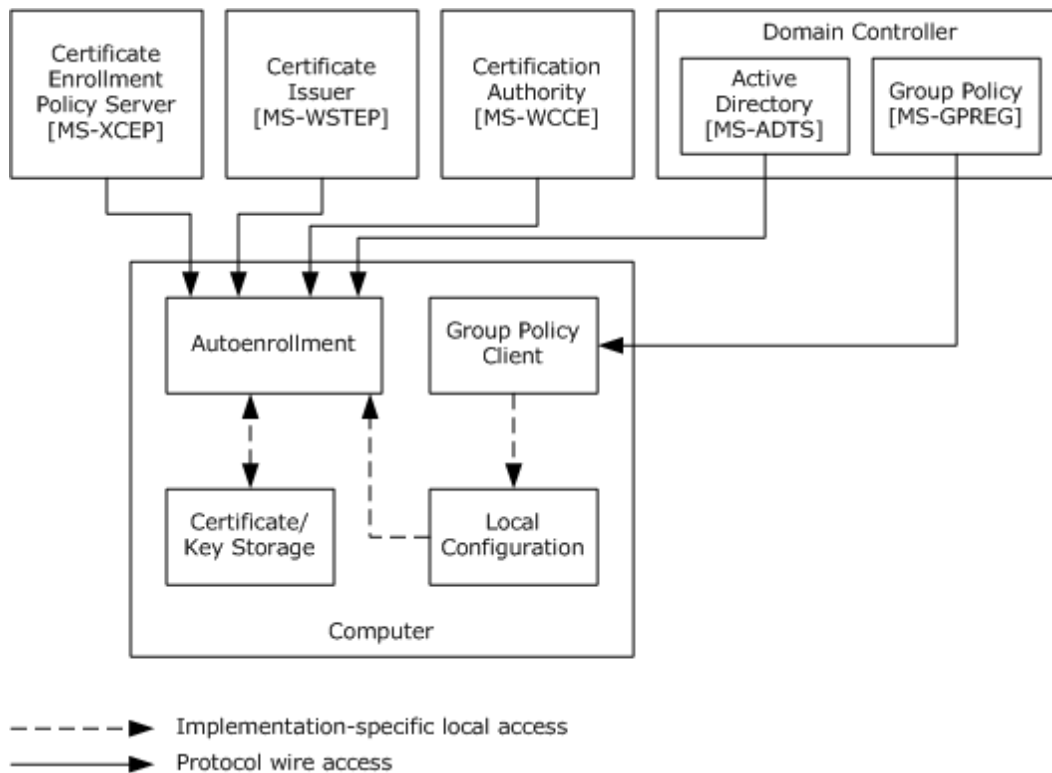 Certificate
Enrollment
Policy Server
[MS-XCEP]
Certificate
Issuer
[MS-WSTEP]
Certification
Authority
[MS-WCCE]
Domain Controller
Active
Directory
[MS-ADTS]
Group Policy
[MS-GPREG]
Autoenrollment
Group Policy
Client
Certificate/
Key Storage
Local
Configuration
Computer
Implementation-specific local access
Protocol wire access